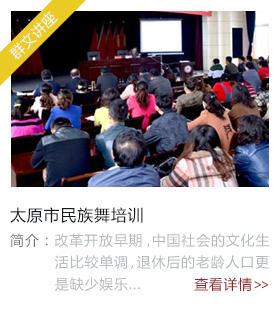 群文讲座
太原市民族舞培训
简介：改革开放早期，中国社会的文化生
活比较单调，退休后的老龄人口更
是缺少娱乐...
查看详情>>